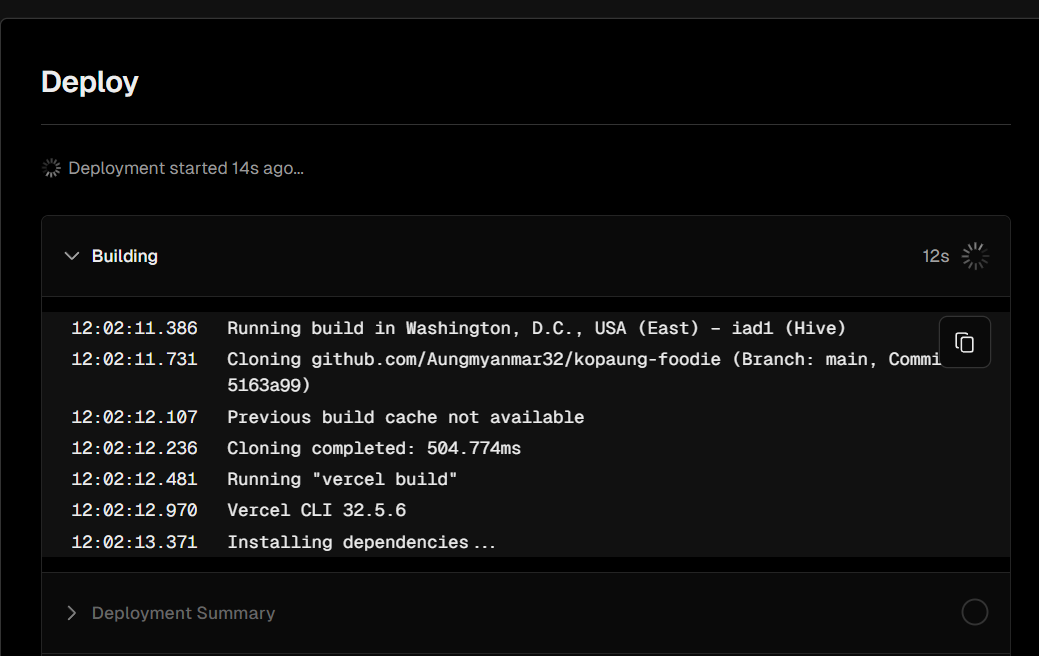 Deploy
Deployment started 14s ago...
Building 12s
12:02:11.386 Running build in Washington, D.C., USA (East) – iad1 (Hive)
12:02:11.731 Cloning github.com/Aungmyanmar32/kopaung-foodie (Branch: main, Commi
5163a99)
12:02:12.107 Previous build cache not available
12:02:12.236 Cloning completed: 504.774ms
12:02:12.481 Running "vercel build"
12:02:12.970 Vercel CLI 32.5.6
12:02:13.371 Installing dependencies...
Deployment Summary